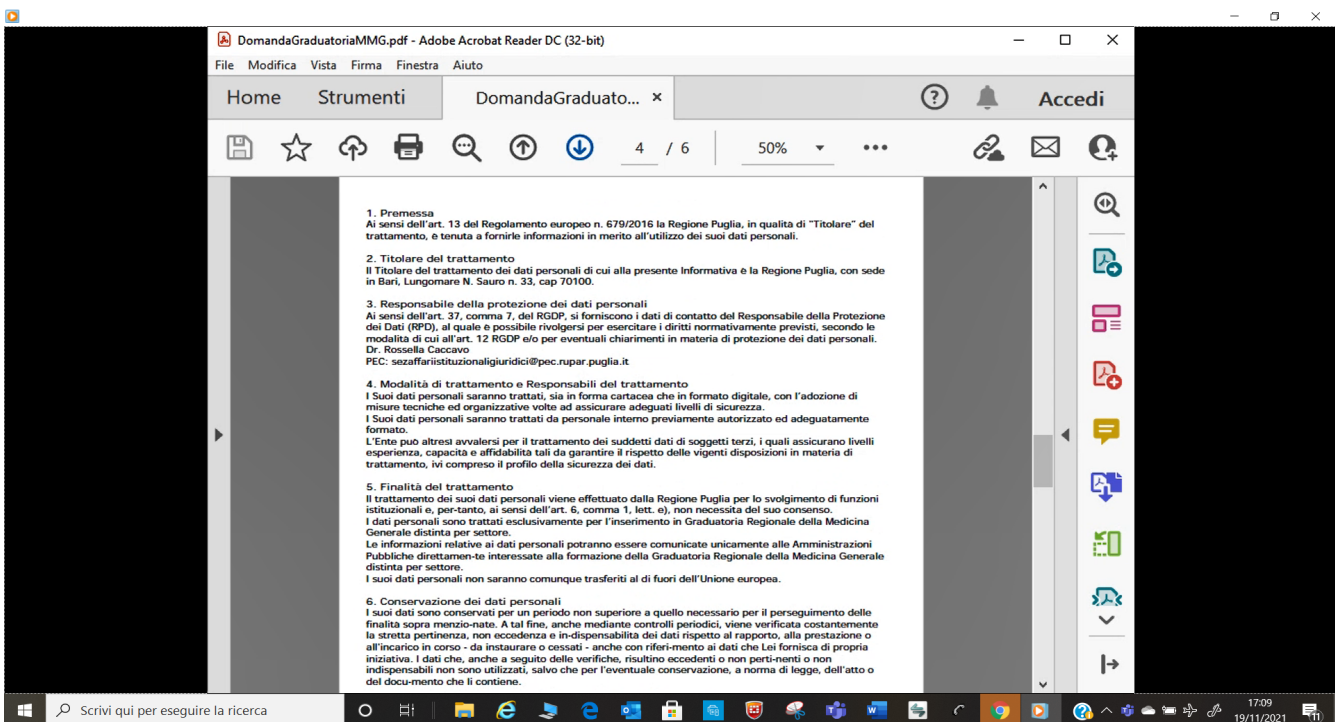 DomandaGraduatoriaMMG.pdf - Adobe Acrobat Reader DC (32-bit)
File Modifica Vista Firma Finestra Aiuto
Home Strumenti DomandaGraduato... × Accedi
4 / 6 50%
1. Premessa
Ai sensi dell'art. 13 del Regolamento europeo n. 679/2016 la Regione Puglia, in qualità di "Titolare" del
trattamento, è tenuta a fornirle informazioni in merito all'utilizzo dei suoi dati personali.
2. Titolare del trattamento
Il Titolare del trattamento dei dati personali di cui alla presente Informativa è la Regione Puglia, con sede
in Bari, Lungomare N. Sauro n. 33, cap 70100.
3. Responsabile della protezione dei dati personali
Ai sensi dell'art. 37, comma 7, del RGDP, si forniscono i dati di contatto del Responsabile della Protezione
dei Dati (RPD), al quale è possibile rivolgersi per esercitare i diritti normativamente previsti, secondo le
modalità di cui all'art. 12 RGDP e/o per eventuali chiarimenti in materia di protezione dei dati personali.
Dr. Rossella Caccavo
PEC: sezaffariistituzionaligiuridici@pec.rupar.puglia.it
4. Modalità di trattamento e Responsabili del trattamento
I Suoi dati personali saranno trattati, sia in forma cartacea che in formato digitale, con l'adozione di
misure tecniche ed organizzative volte ad assicurare adeguati livelli di sicurezza.
I Suoi dati personali saranno trattati da personale interno previamente autorizzato ed adeguatamente
formato.
L'Ente può altresì avvalersi per il trattamento dei suddetti dati di soggetti terzi, i quali assicurano livelli
esperienza, capacità e affidabilità tali da garantire il rispetto delle vigenti disposizioni in materia di
trattamento, ivi compreso il profilo della sicurezza dei dati.
5. Finalità del trattamento
Il trattamento dei suoi dati personali viene effettuato dalla Regione Puglia per lo svolgimento di funzioni
istituzionali e, per-tanto, ai sensi dell'art. 6, comma 1, lett. e), non necessita del suo consenso.
I dati personali sono trattati esclusivamente per l'inserimento in Graduatoria Regionale della Medicina
Generale distinta per settore.
Le informazioni relative ai dati personali potranno essere comunicate unicamente alle Amministrazioni
Pubbliche direttamen-te interessate alla formazione della Graduatoria Regionale della Medicina Generale
distinta per settore.
I suoi dati personali non saranno comunque trasferiti al di fuori dell'Unione europea.
6. Conservazione dei dati personali
I suoi dati sono conservati per un periodo non superiore a quello necessario per il perseguimento delle
finalità sopra menzio-nate. A tal fine, anche mediante controlli periodici, viene verificata costantemente
la stretta pertinenza, non eccedenza e in-dispensabilità dei dati rispetto al rapporto, alla prestazione o
all'incarico in corso - da instaurare o cessati - anche con riferi-mento ai dati che Lei fornisca di propria
iniziativa. I dati che, anche a seguito delle verifiche, risultino eccedenti o non perti-nenti o non
indispensabili non sono utilizzati, salvo che per l'eventuale conservazione, a norma di legge, dell'atto o
del docu-mento che li contiene.
Scrivi qui per eseguire la ricerca
17:09
19/11/2021